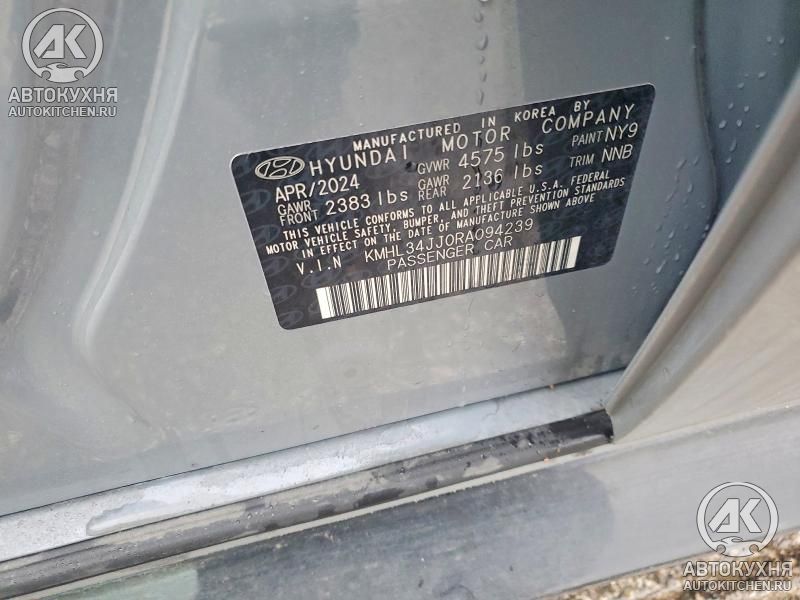 АВТОКУХНЯ
AUTOKITCHEN.RU
MANUFACTURED IN KOREA BY
HYUNDAI MOTOR COMPANY
APR/2024 GVWR 4575 lbs PAINT NY9
GAWR FRONT 2383 lbs GAWR REAR 2136 lbs TRIM NNB
THIS VEHICLE CONFORMS TO ALL APPLICABLE U.S.A. FEDERAL
MOTOR VEHICLE SAFETY, BUMPER, AND THEFT PREVENTION STANDARDS
IN EFFECT ON THE DATE OF MANUFACTURE SHOWN ABOVE
V.I.N KMHL34JJ0RA094239
PASSENGER CAR
АВТОКУХНЯ
AUTOKITCHEN.RU